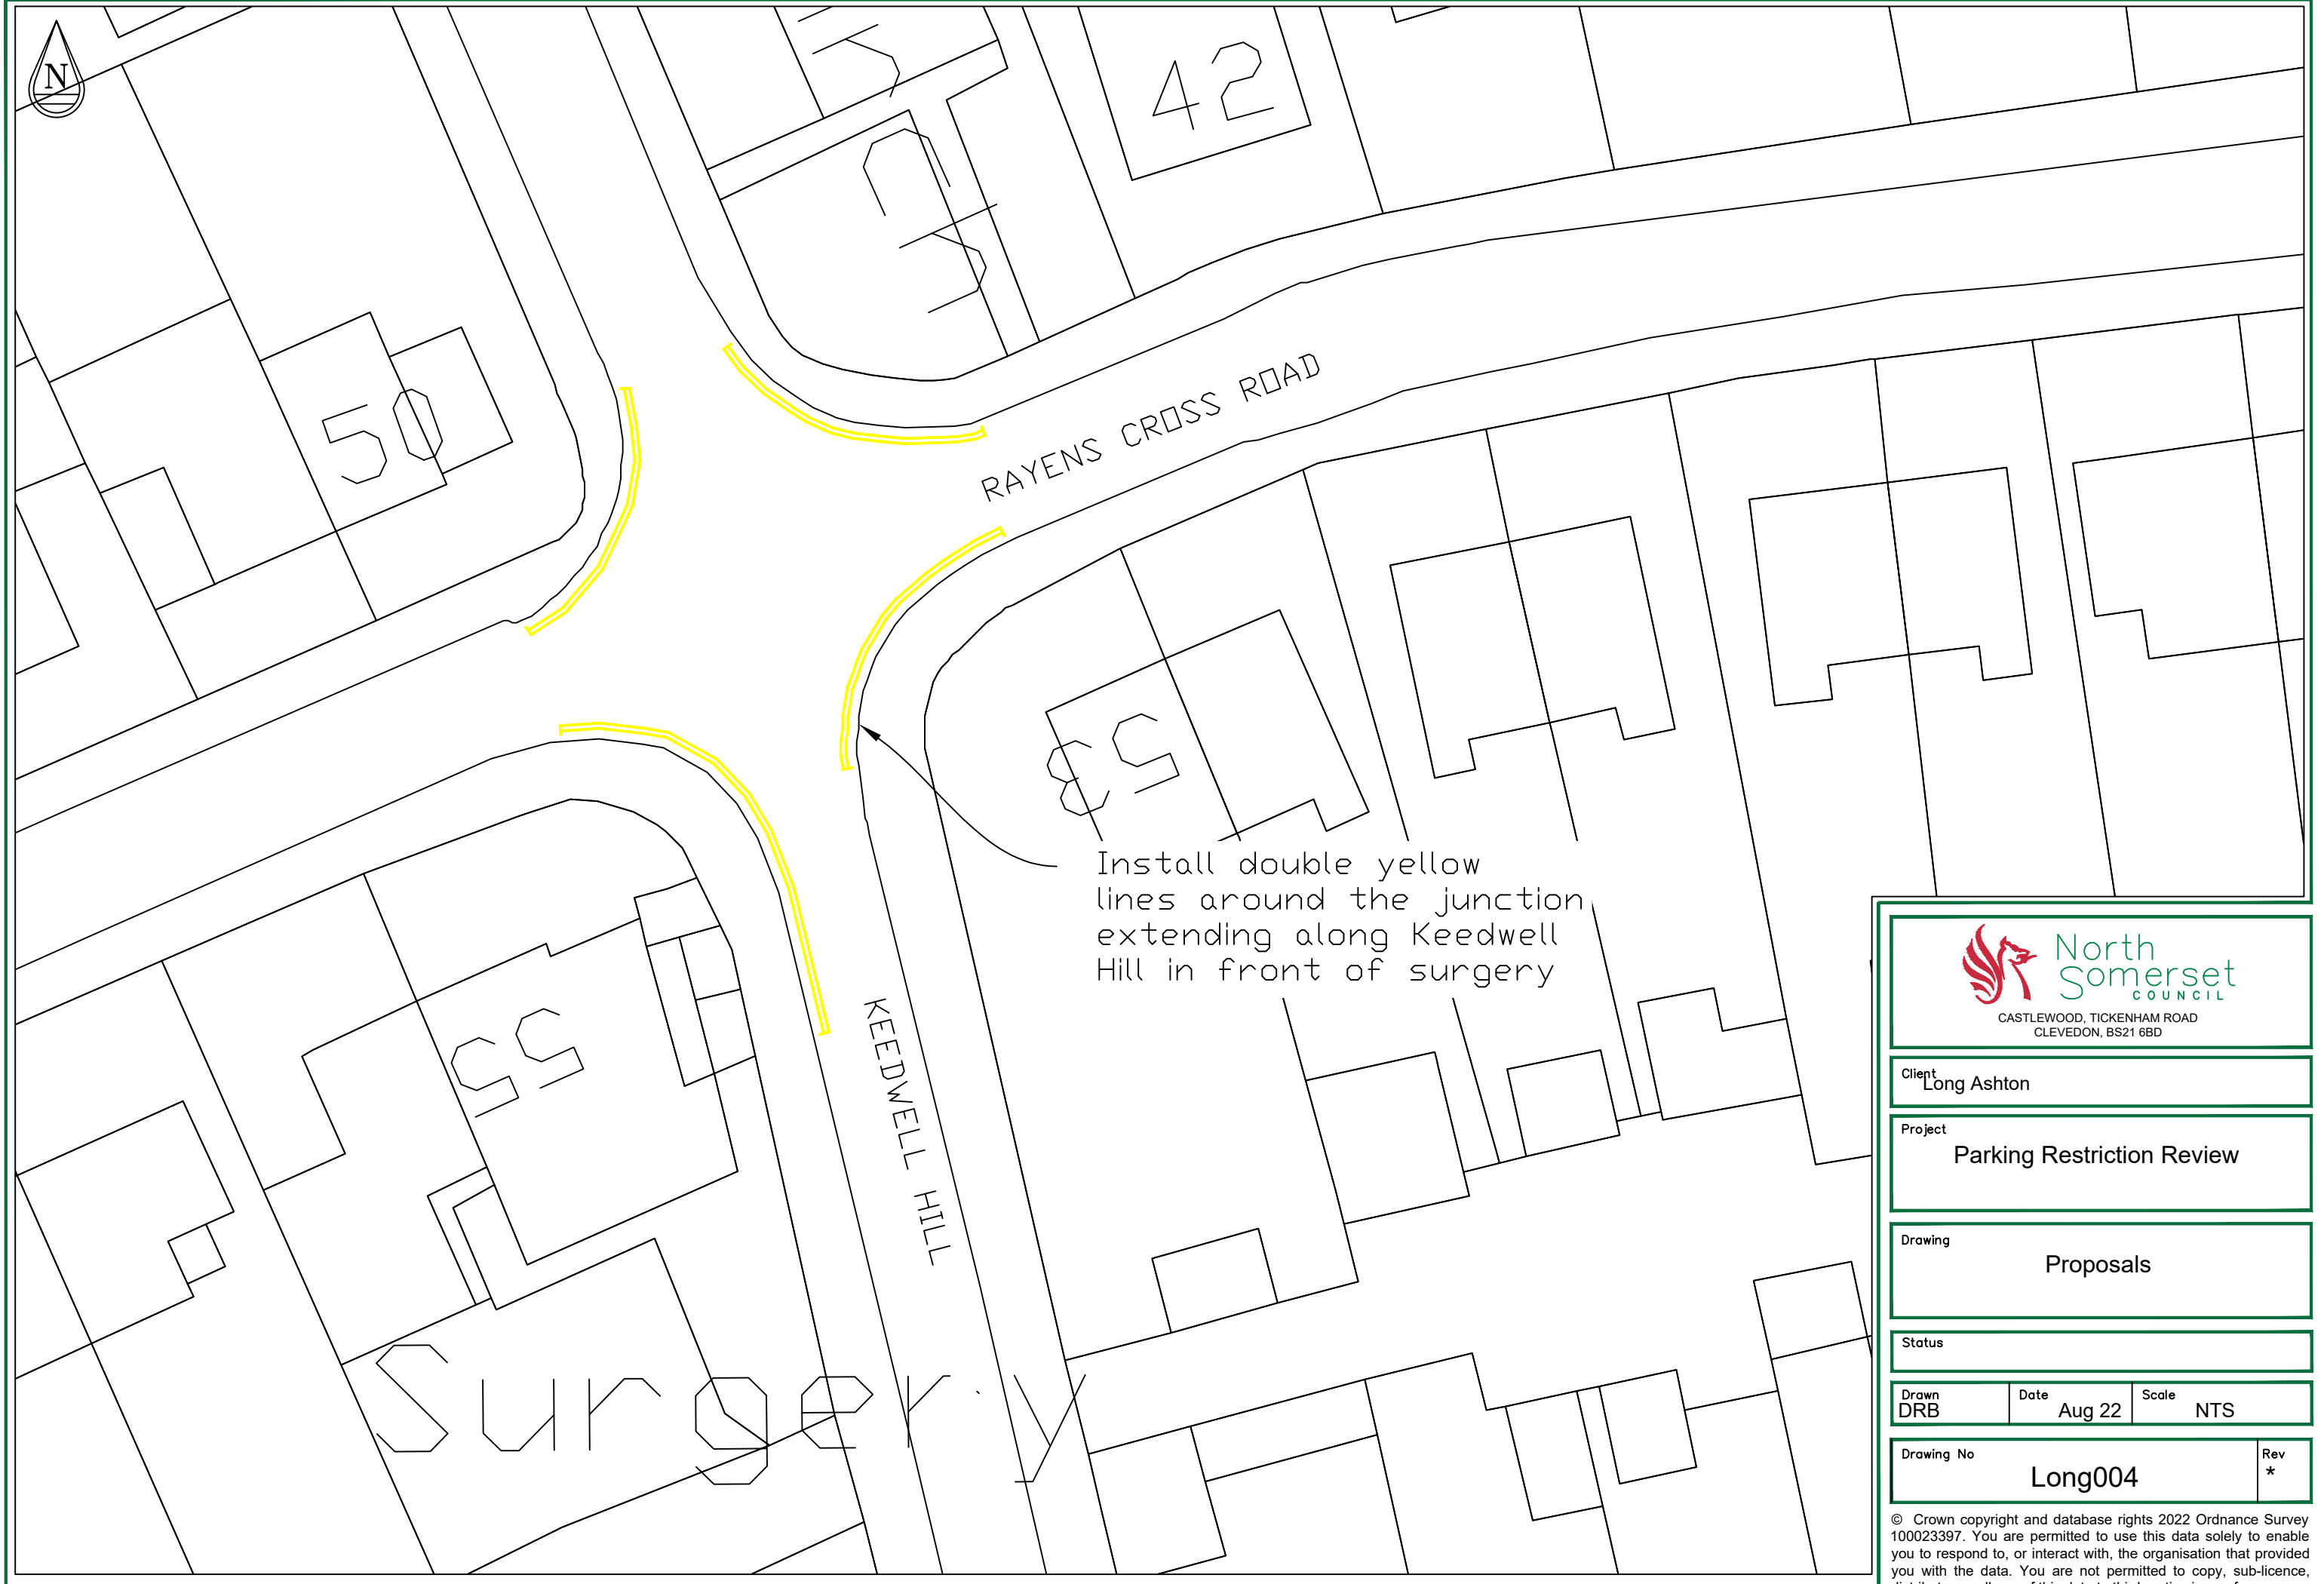 N
42
50
RAYENS CROSS ROAD
53
Install double yellow
lines around the junction
extending along Keedwell
Hill in front of surgery
55
KEEDWELL HILL
Surgery
North
Somerset
COUNCIL
CASTLEWOOD, TICKENHAM ROAD
CLEVEDON, BS21 6BD
Client
Long Ashton
Project
Parking Restriction Review
Drawing
Proposals
Status
Drawn
DRB
Date
Aug 22
Scale
NTS
Drawing No
Long004
Rev
*
© Crown copyright and database rights 2022 Ordnance Survey
100023397. You are permitted to use this data solely to enable
you to respond to, or interact with, the organisation that provided
you with the data. You are not permitted to copy, sub-licence,